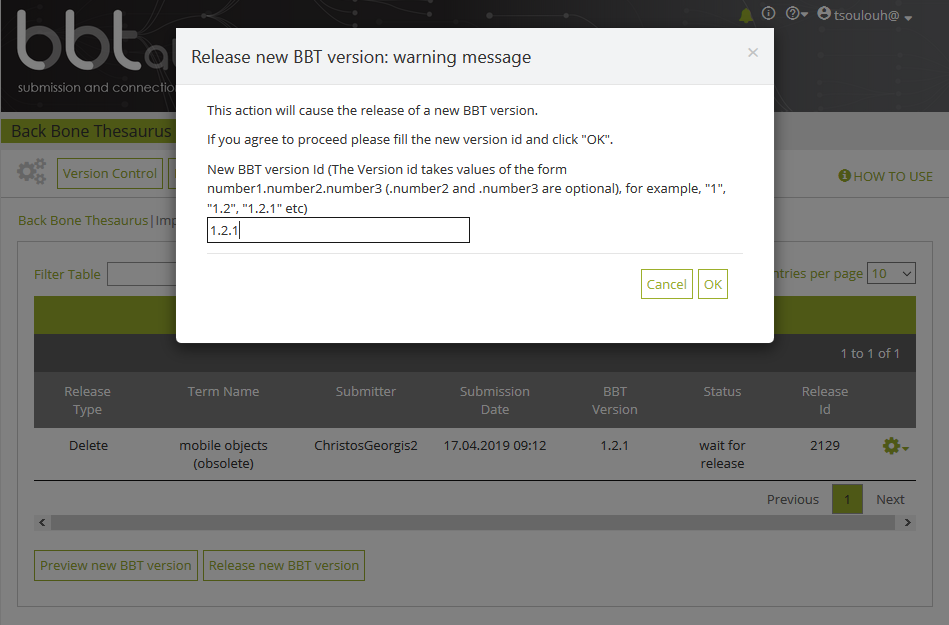 bbt
tsoulouh@
submission and connection
Release new BBT version: warning message
×
This action will cause the release of a new BBT version.
If you agree to proceed please fill the new version id and click "OK".
New BBT version Id (The Version id takes values of the form
number1.number2.number3 (.number2 and .number3 are optional), for example, "1",
"1.2", "1.2.1" etc)
1.2.1
Cancel OK
Back Bone Thesaurus
Version Control
HOW TO USE
Back Bone Thesaurus|Imp
Filter Table
ntries per page 10
1 to 1 of 1
Release Type Term Name Submitter Submission Date BBT Version Status Release Id
Delete mobile objects (obsolete) ChristosGeorgis2 17.04.2019 09:12 1.2.1 wait for release 2129
Previous 1 Next
Preview new BBT version Release new BBT version